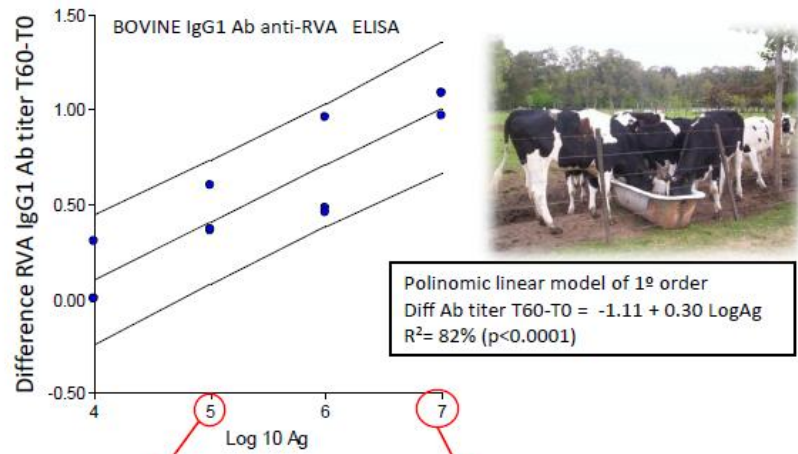 BOVINE IgG1 Ab anti-RVA ELISA
Difference RVA IgG1 Ab titer T60-T0
1.50
1.00
0.50
0.00
-0.50
4 5 6 7
Log 10 Ag
Polinomic linear model of 1º order
Diff Ab titer T60-T0 = -1.11 + 0.30 LogAg
R²= 82% (p<0.0001)